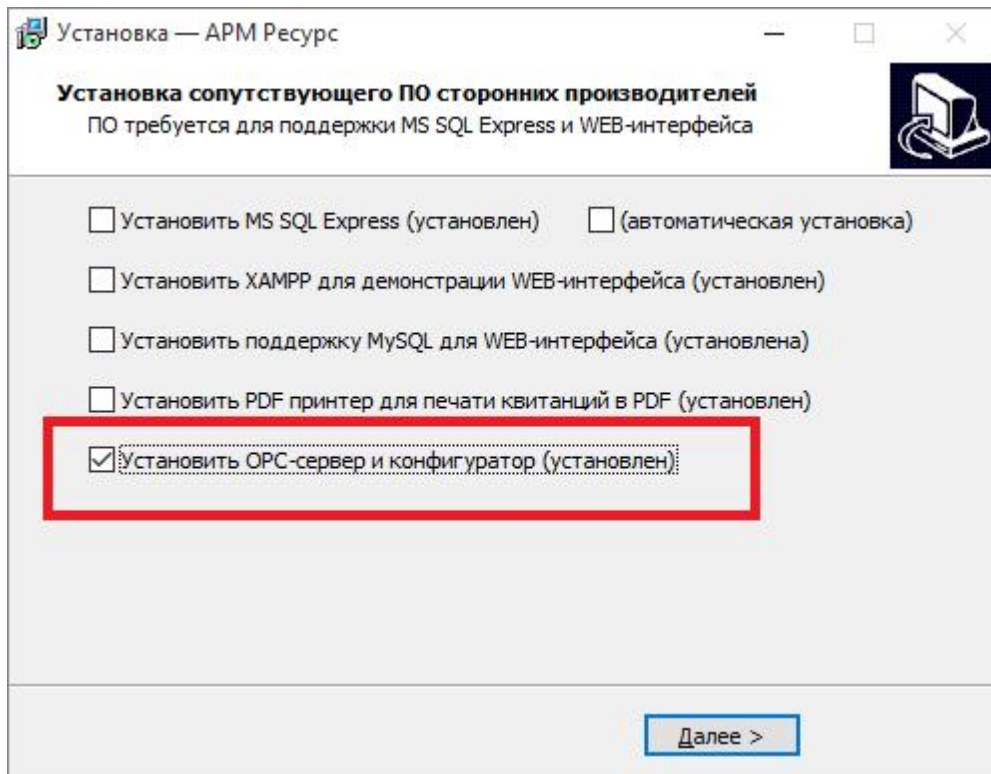 Установка — АРМ Ресурс
Установка сопутствующего ПО сторонних производителей
ПО требуется для поддержки MS SQL Express и WEB-интерфейса
Установить MS SQL Express (установлен) (автоматическая установка)
Установить XAMPP для демонстрации WEB-интерфейса (установлен)
Установить поддержку MySQL для WEB-интерфейса (установлена)
Установить PDF принтер для печати квитанций в PDF (установлен)
Установить OPC-сервер и конфигуратор (установлен)
Далее >